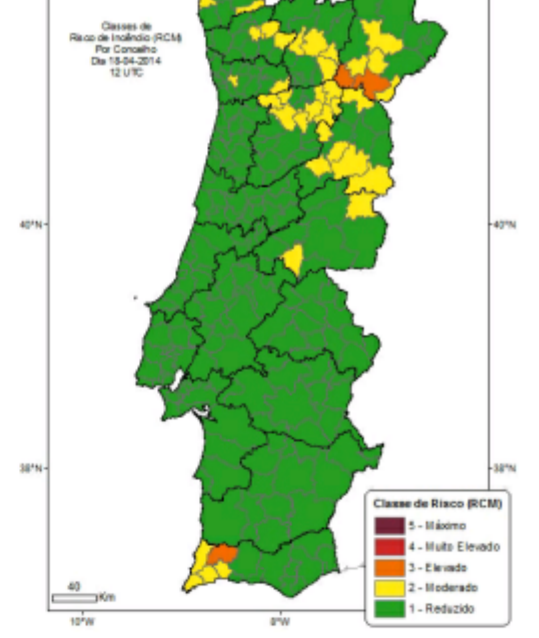 Classes de
Risco de Incêndio (RCM)
Por Concelho
Dia 18-04-2014
12 UTC
40°N
40°N
38°N
38°N
Classe de Risco (RCM)
5 - Máximo
4 - Muito Elevado
3 - Elevado
2 - Moderado
1 - Reduzido
40
Km
10°W
8°W